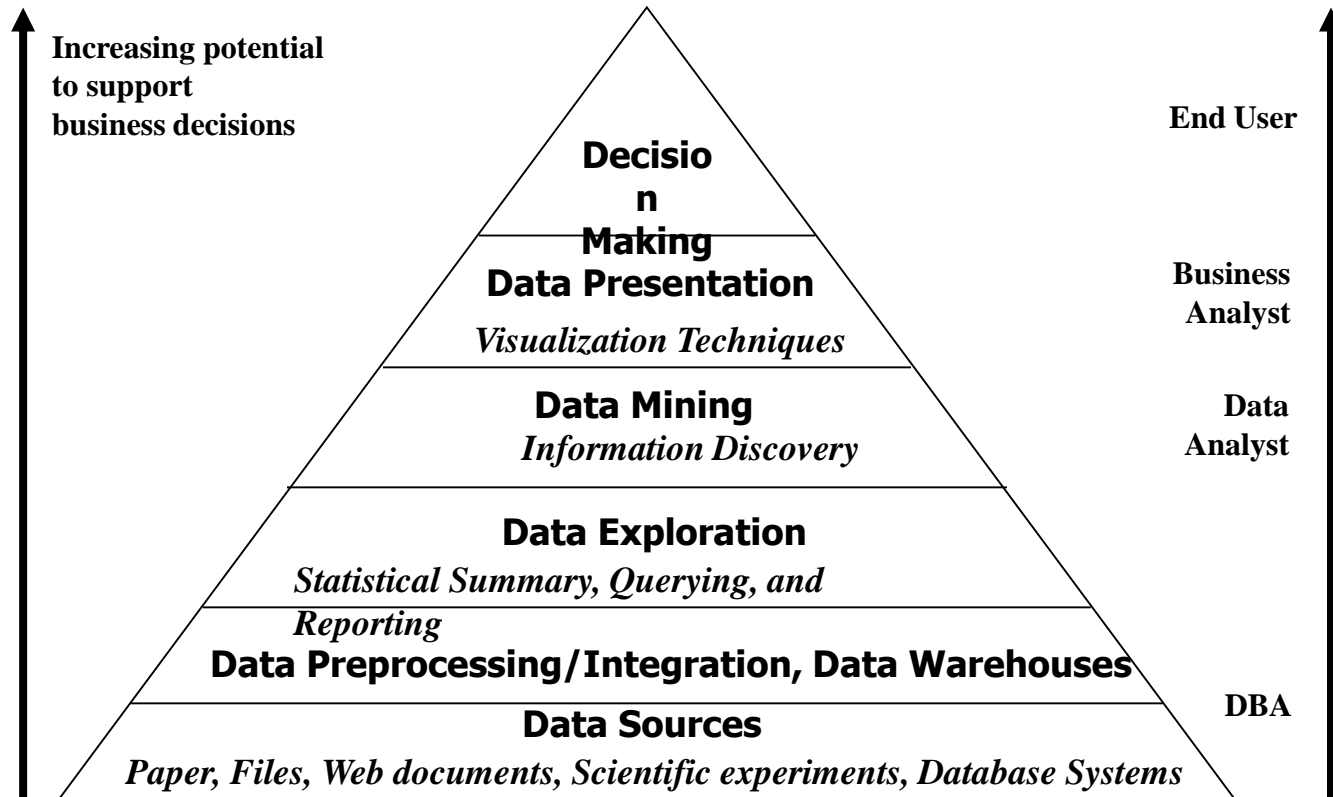 Increasing potential
to support
business decisions
End User
Decisio
n
Making
Data Presentation
Visualization Techniques
Business
Analyst
Data Mining
Information Discovery
Data
Analyst
Data Exploration
Statistical Summary, Querying, and
Reporting
Data Preprocessing/Integration, Data Warehouses
DBA
Data Sources
Paper, Files, Web documents, Scientific experiments, Database Systems